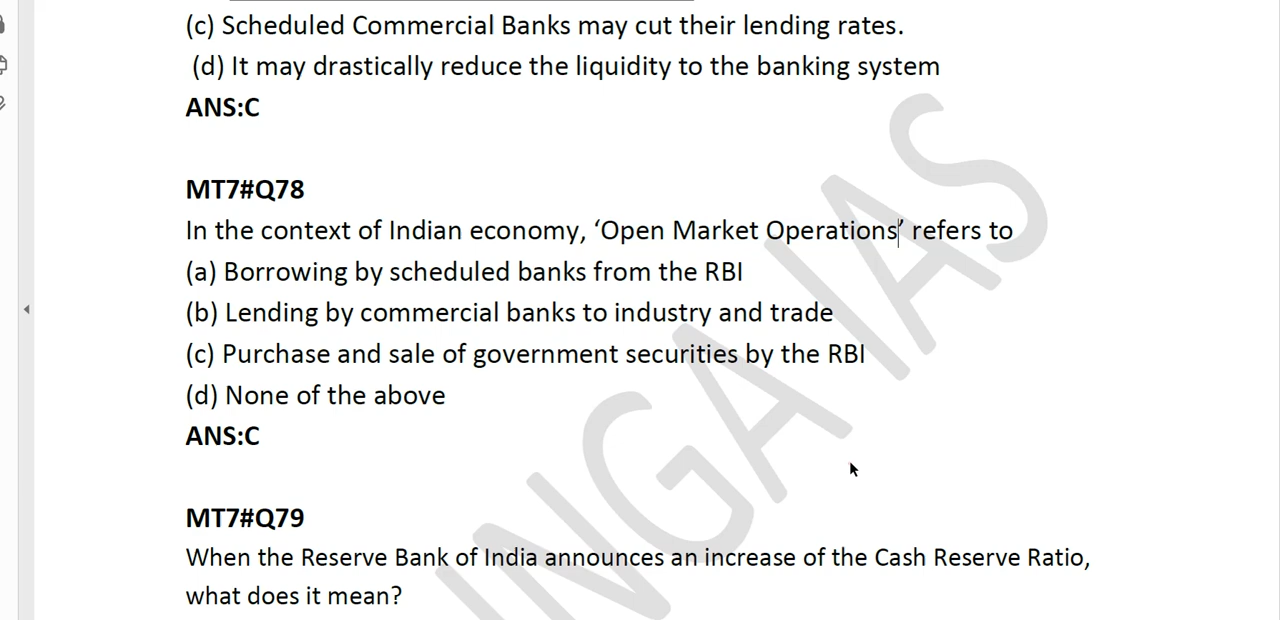 (c) Scheduled Commercial Banks may cut their lending rates.
(d) It may drastically reduce the liquidity to the banking system
ANS:C
MT7#Q78
In the context of Indian economy, ‘Open Market Operations’ refers to
(a) Borrowing by scheduled banks from the RBI
(b) Lending by commercial banks to industry and trade
(c) Purchase and sale of government securities by the RBI
(d) None of the above
ANS:C
MT7#Q79
When the Reserve Bank of India announces an increase of the Cash Reserve Ratio,
what does it mean?
INGA IAS